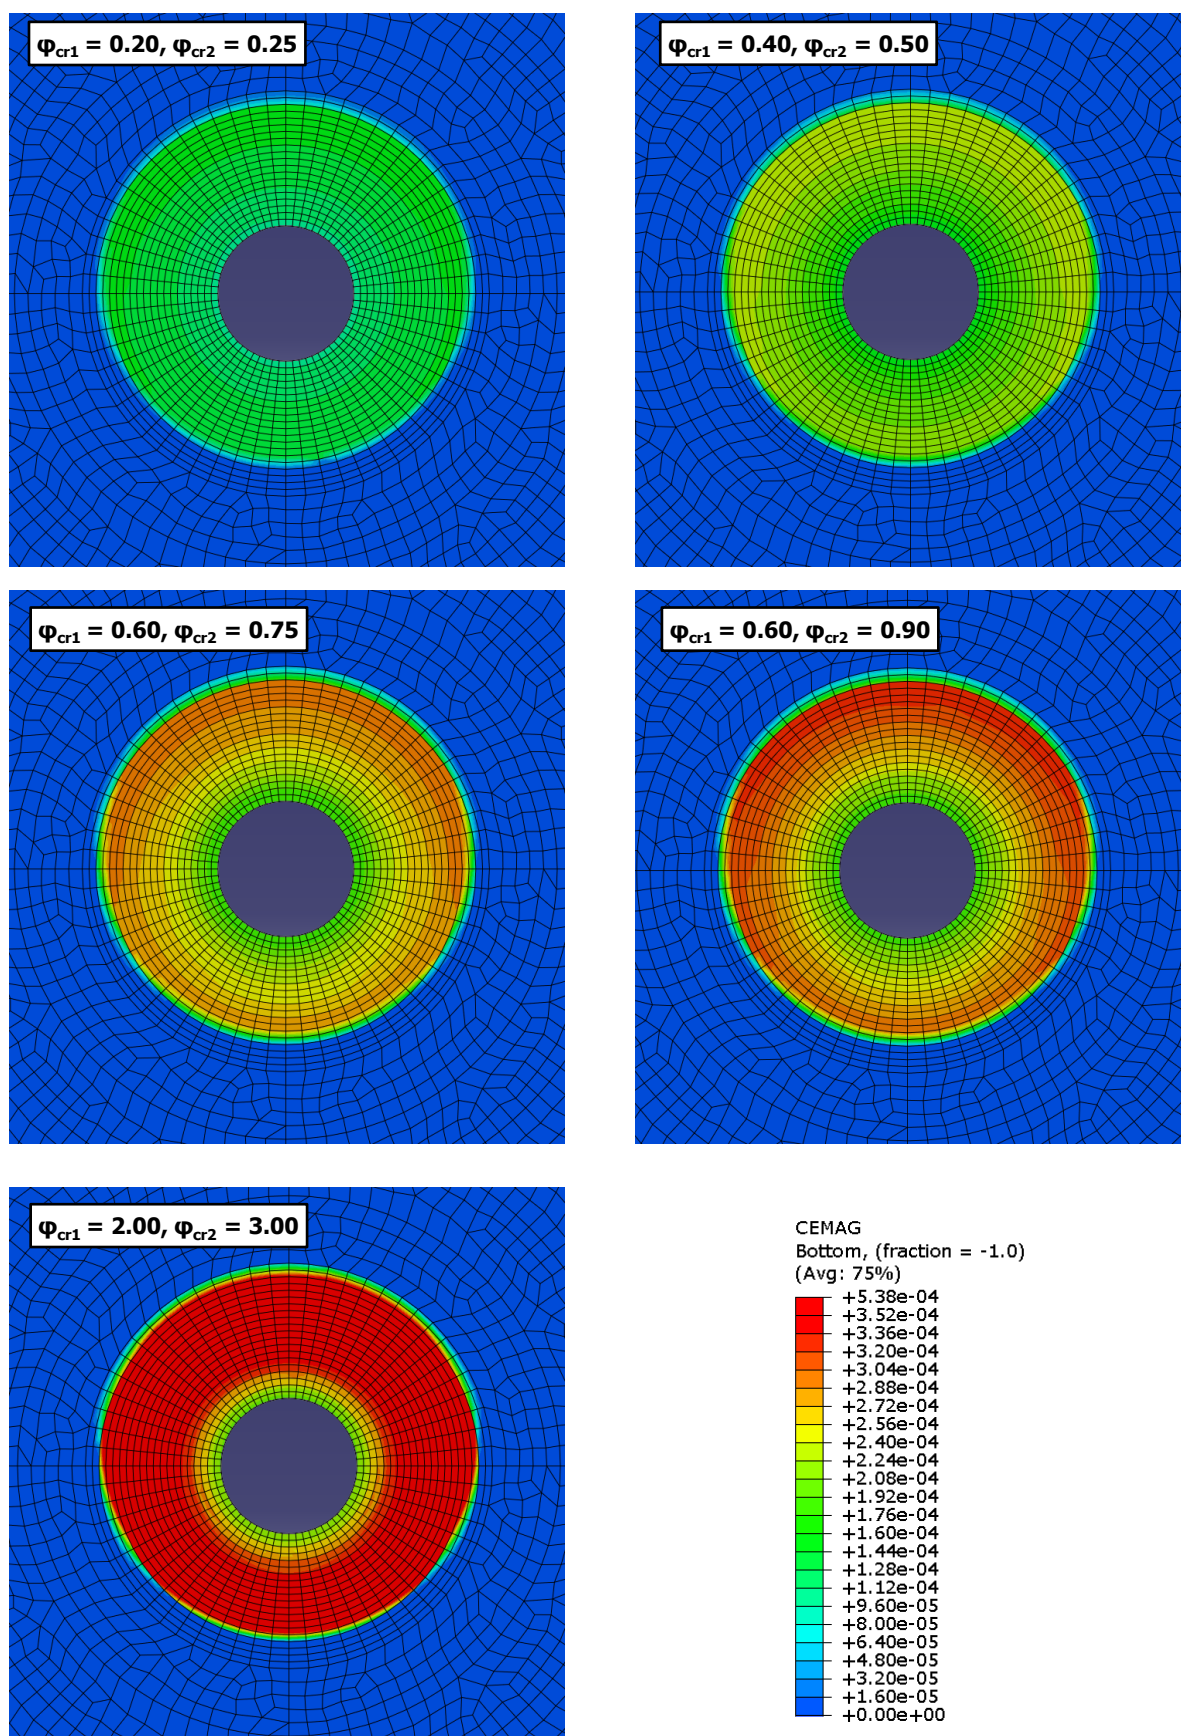 φcr1 = 0.20, φcr2 = 0.25
φcr1 = 0.40, φcr2 = 0.50
φcr1 = 0.60, φcr2 = 0.75
φcr1 = 0.60, φcr2 = 0.90
φcr1 = 2.00, φcr2 = 3.00
CEMAG
Bottom, (fraction = -1.0)
(Avg: 75%)
+5.38e-04
+3.52e-04
+3.36e-04
+3.20e-04
+3.04e-04
+2.88e-04
+2.72e-04
+2.56e-04
+2.40e-04
+2.24e-04
+2.08e-04
+1.92e-04
+1.76e-04
+1.60e-04
+1.44e-04
+1.28e-04
+1.12e-04
+9.60e-05
+8.00e-05
+6.40e-05
+4.80e-05
+3.20e-05
+1.60e-05
+0.00e+00